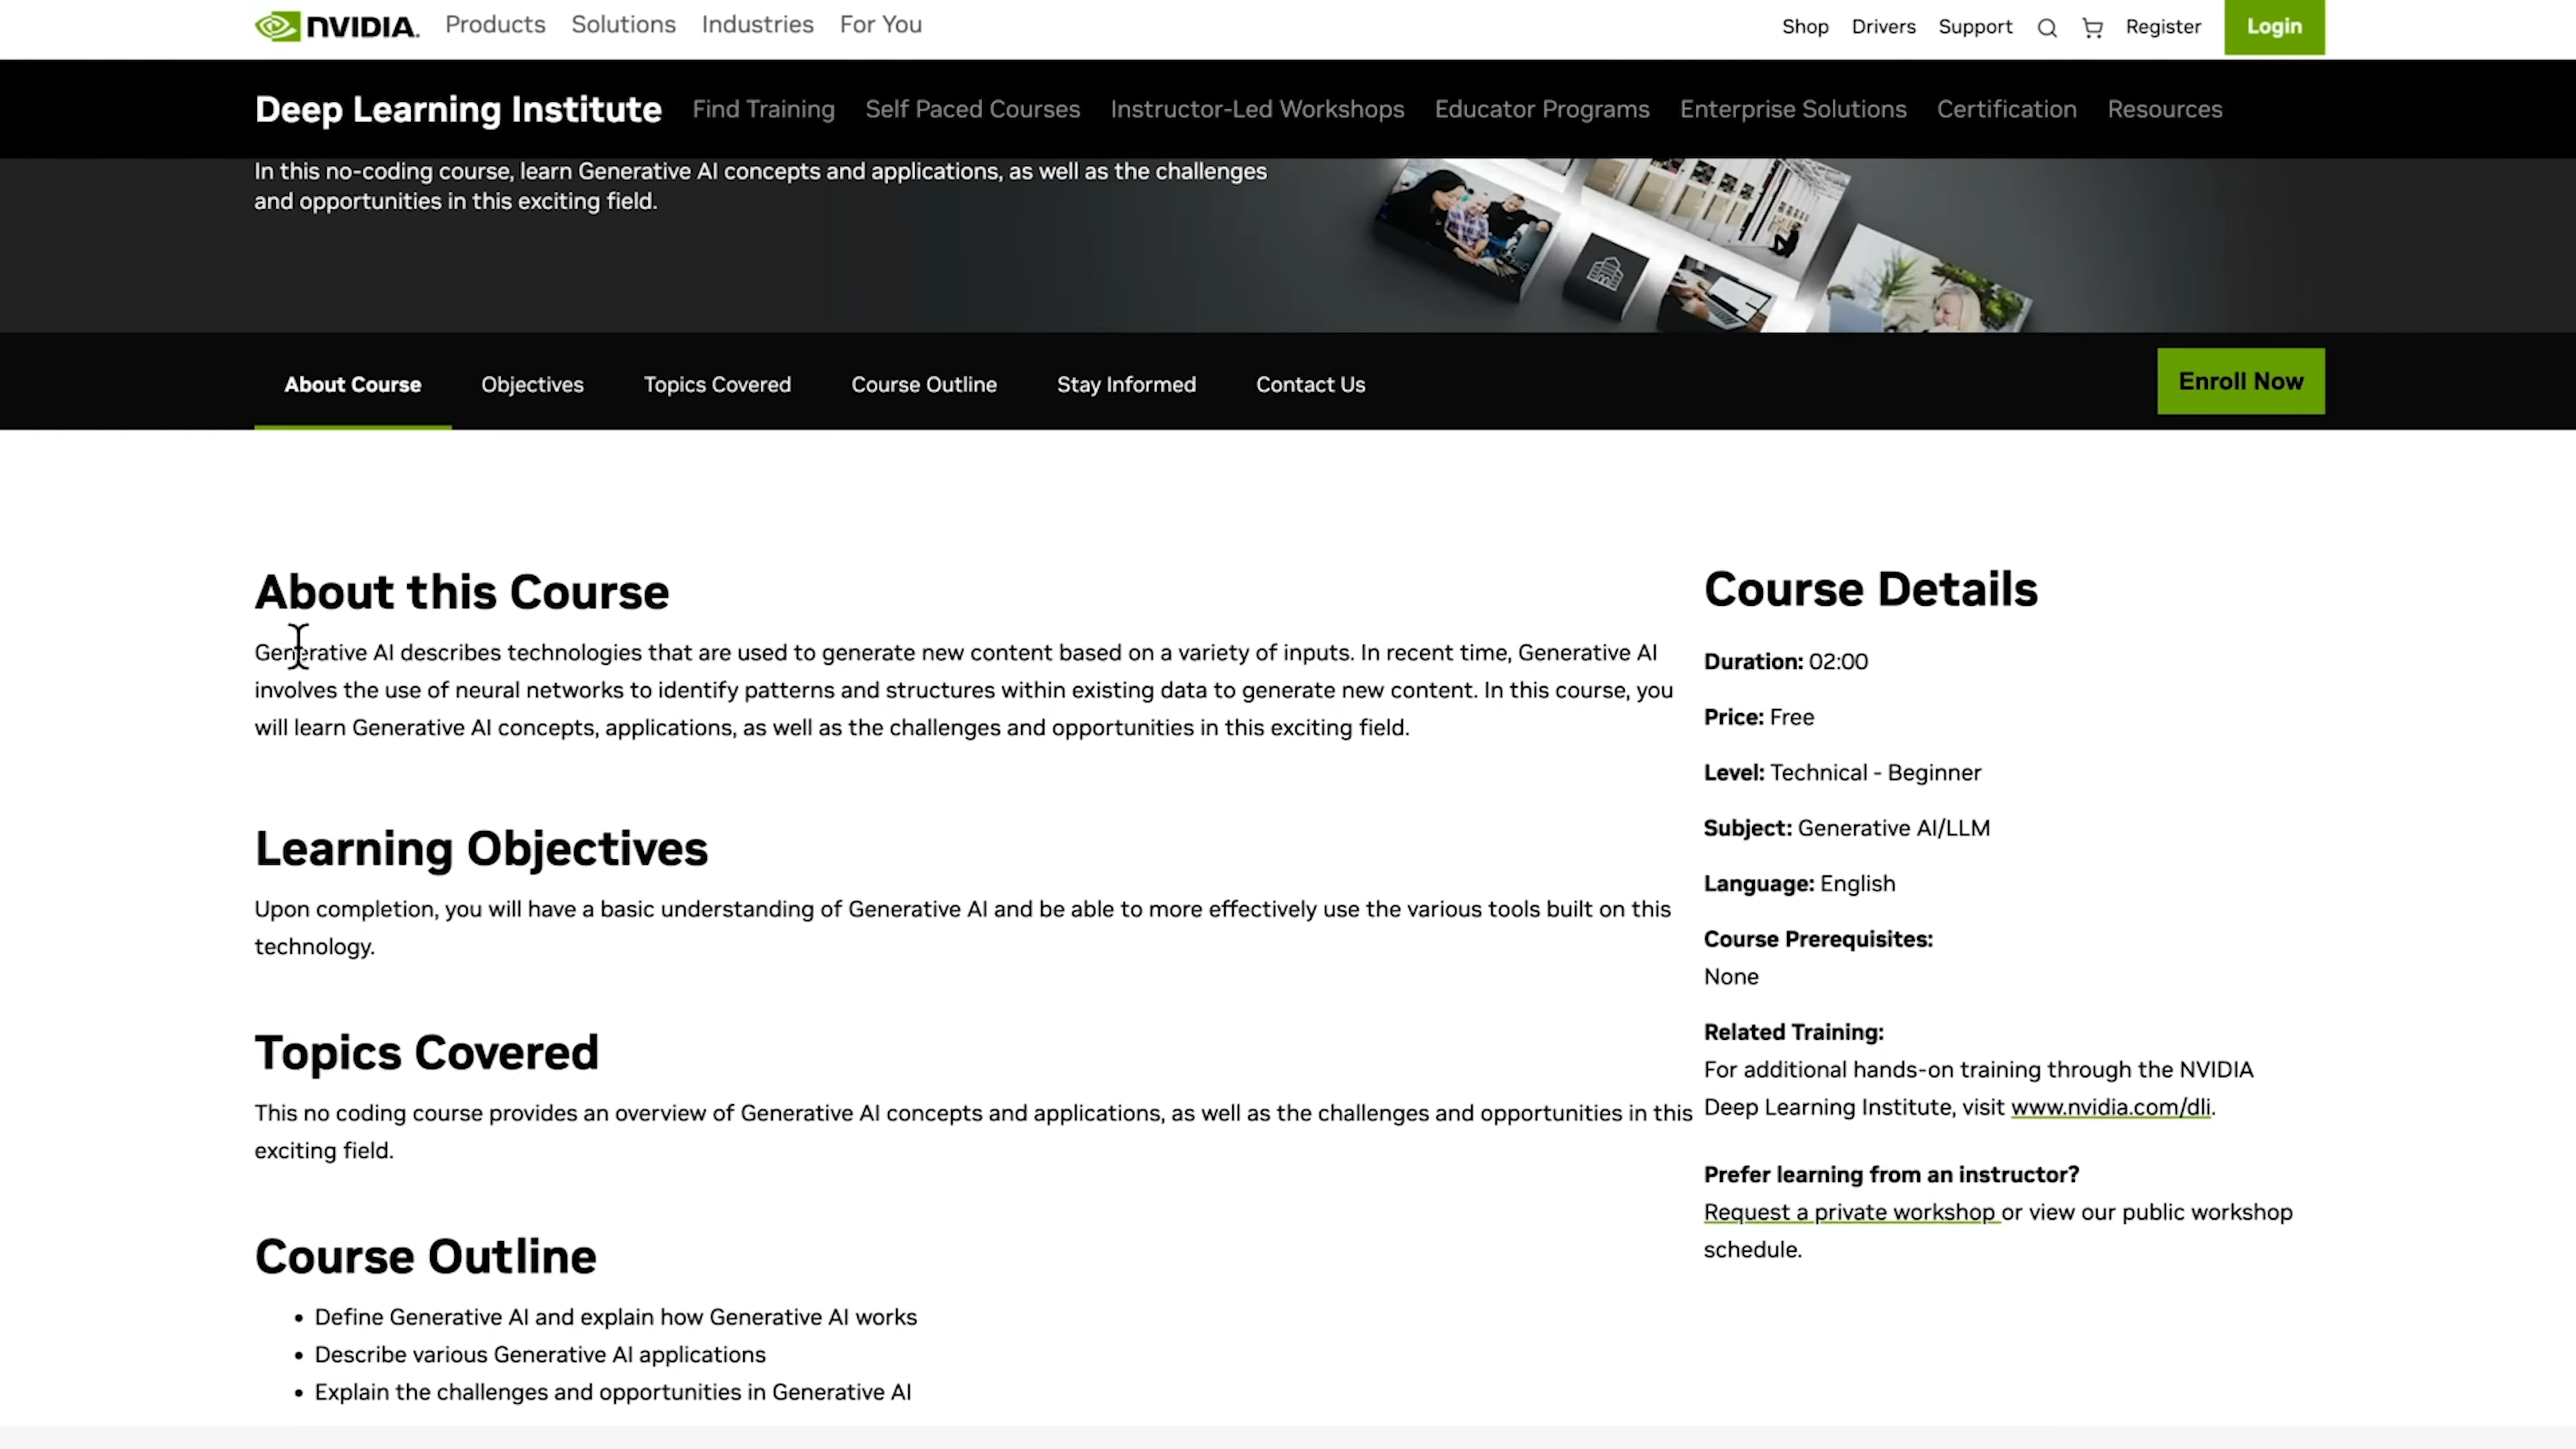 NVIDIA. Products Solutions Industries For You Shop Drivers Support Register Login
Deep Learning Institute Find Training Self Paced Courses Instructor-Led Workshops Educator Programs Enterprise Solutions Certification Resources
In this no-coding course, learn Generative AI concepts and applications, as well as the challenges
and opportunities in this exciting field.
About Course Objectives Topics Covered Course Outline Stay Informed Contact Us Enroll Now
About this Course
Generative AI describes technologies that are used to generate new content based on a variety of inputs. In recent time, Generative AI
involves the use of neural networks to identify patterns and structures within existing data to generate new content. In this course, you
will learn Generative AI concepts, applications, as well as the challenges and opportunities in this exciting field.
Learning Objectives
Upon completion, you will have a basic understanding of Generative AI and be able to more effectively use the various tools built on this
technology.
Topics Covered
This no coding course provides an overview of Generative AI concepts and applications, as well as the challenges and opportunities in this
exciting field.
Course Outline
• Define Generative AI and explain how Generative AI works
• Describe various Generative AI applications
• Explain the challenges and opportunities in Generative AI
Course Details
Duration: 02:00
Price: Free
Level: Technical - Beginner
Subject: Generative AI/LLM
Language: English
Course Prerequisites:
None
Related Training:
For additional hands-on training through the NVIDIA
Deep Learning Institute, visit www.nvidia.com/dli.
Prefer learning from an instructor?
Request a private workshop or view our public workshop
schedule.